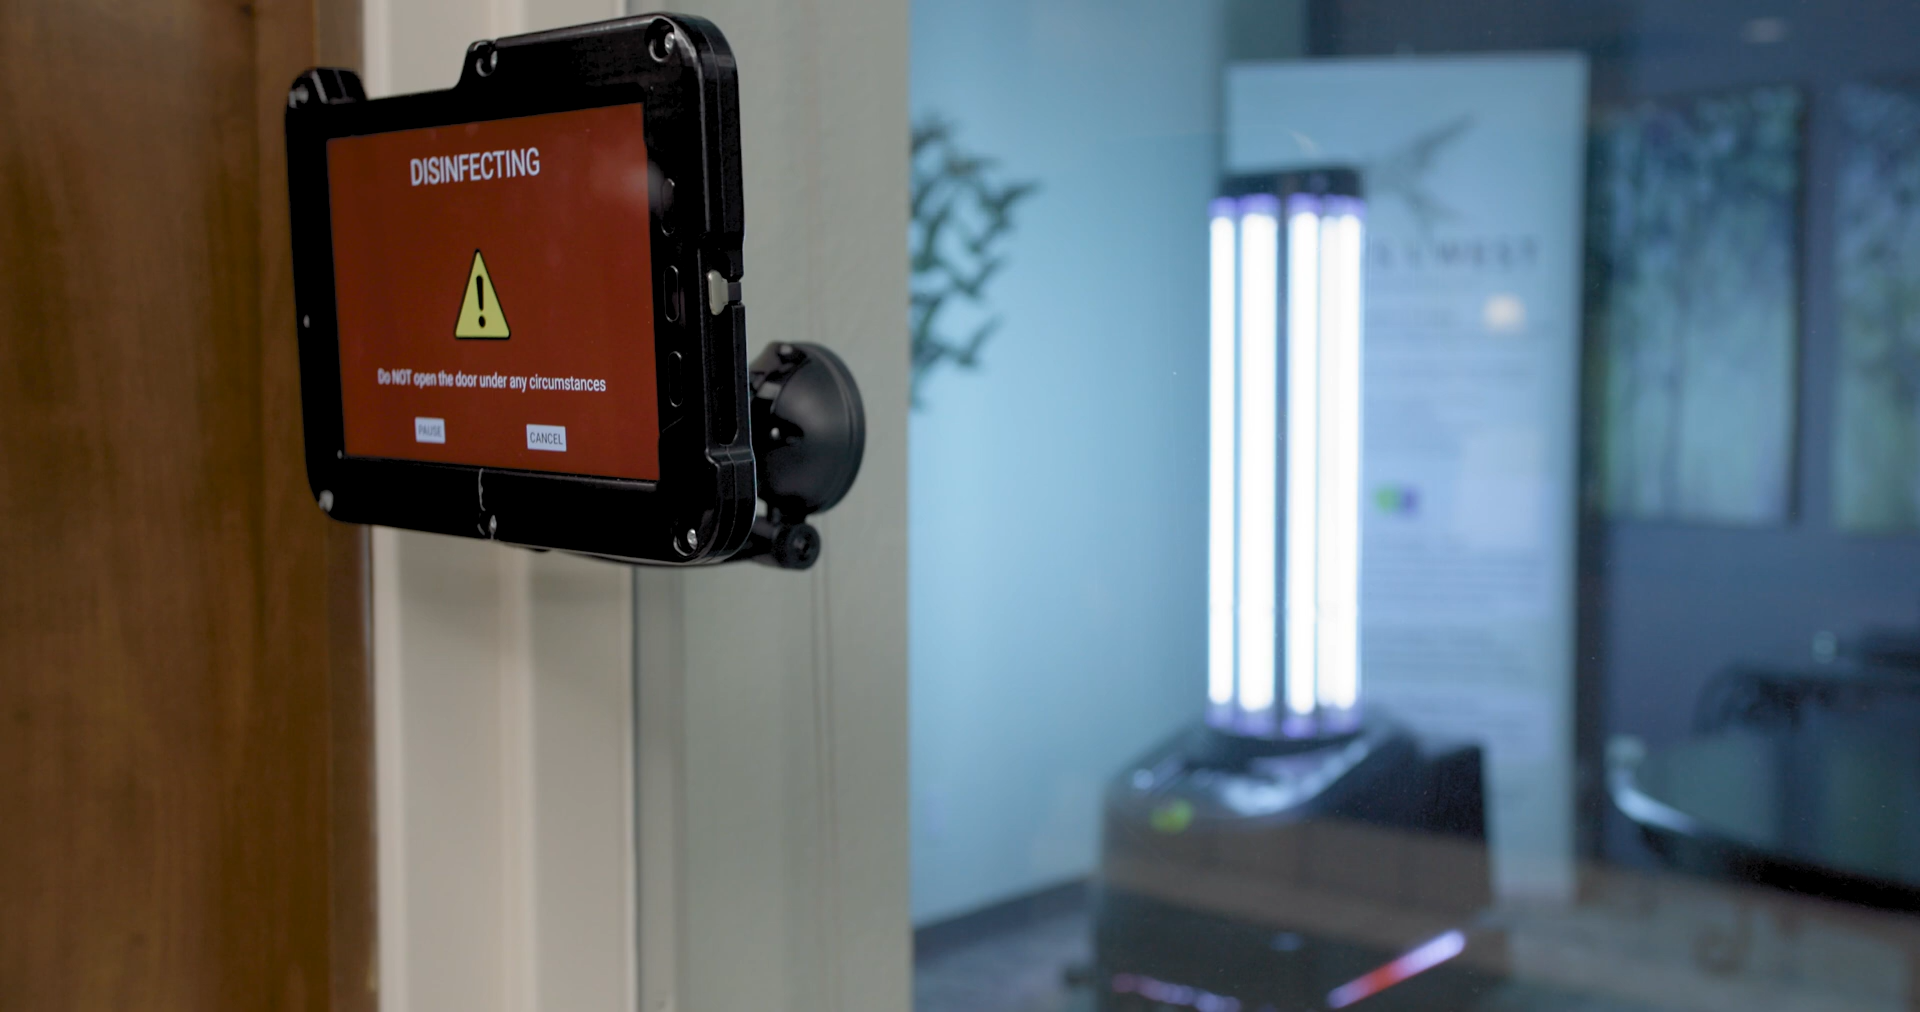 DISINFECTING
Do NOT open the door under any circumstances
PAUSE
CANCEL